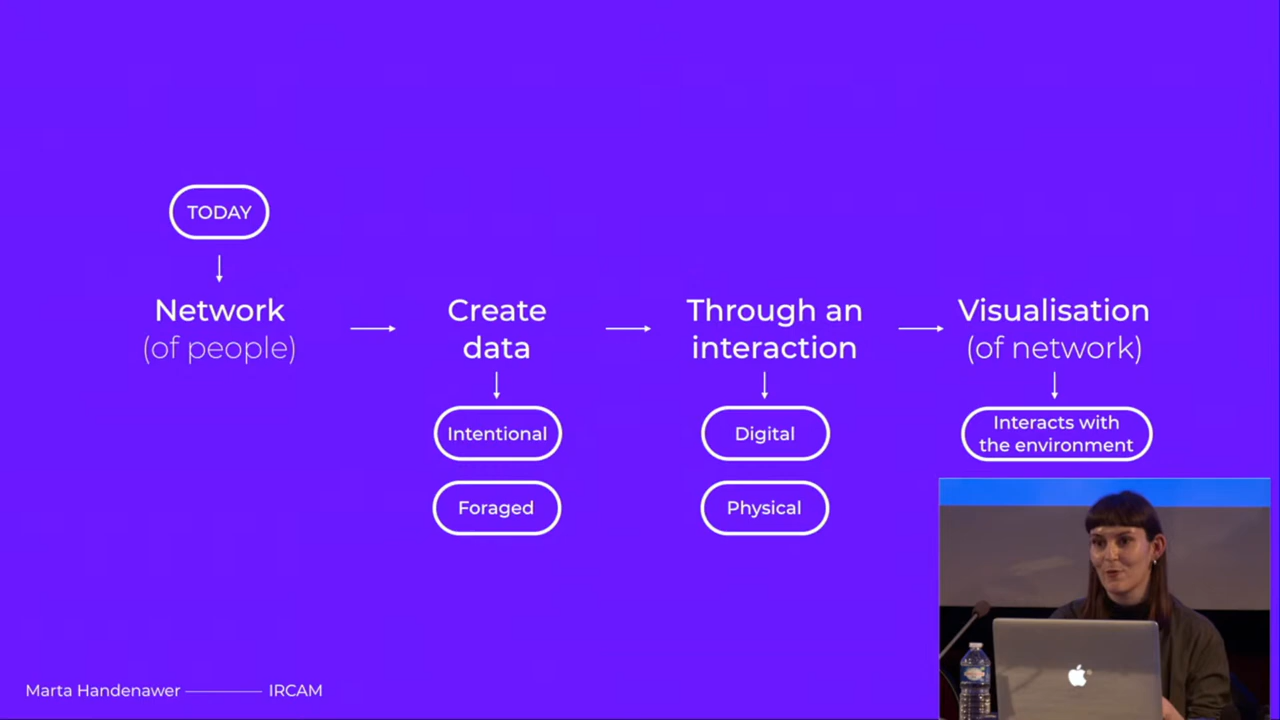 TODAY
Network
(of people)
Create
data
Intentional
Foraged
Through an
interaction
Digital
Physical
Visualisation
(of network)
Interacts with
the environment
Marta Handenawer
IRCAM